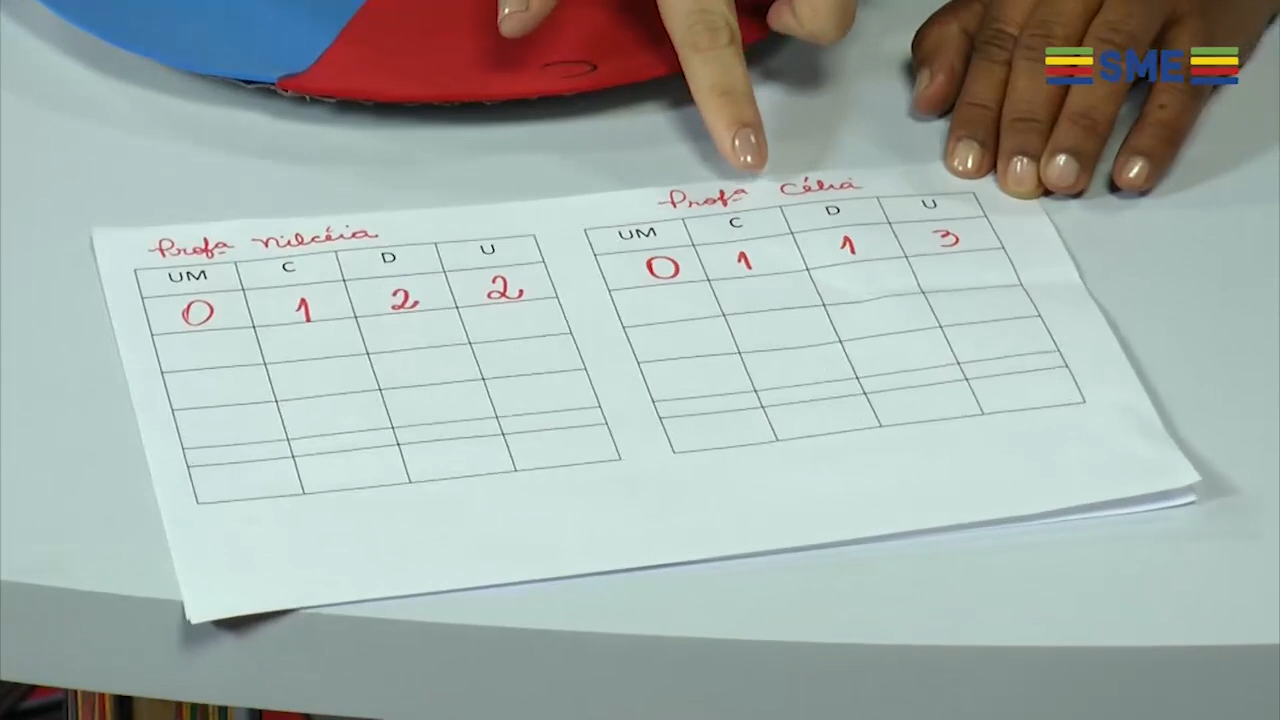 SME
Profª Nilcéia
UM C D U
0 1 2 2
Profª Célia
UM C D U
0 1 1 3